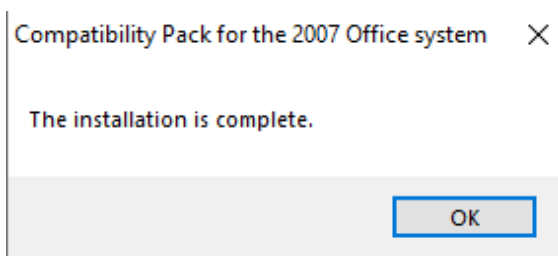 Compatibility Pack for the 2007 Office system
The installation is complete.
OK